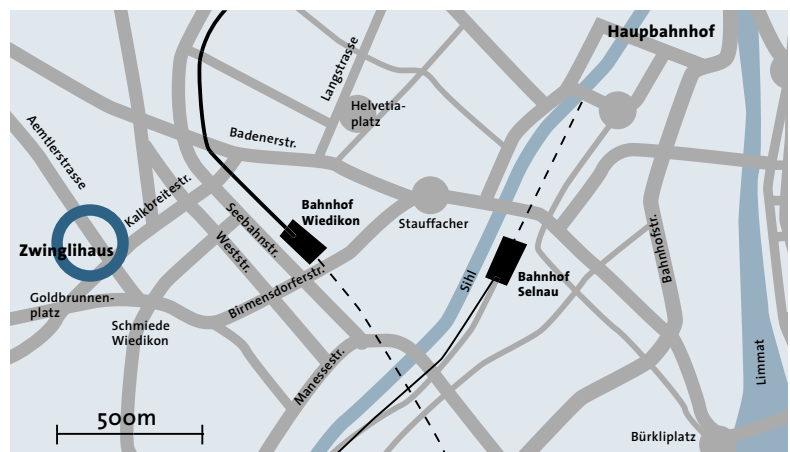 Haupbahnhof
Langstrasse
Helvetia-
platz
Aemtlerstrasse
Badenerstr.
Kalkbreitestr.
Bahnhof
Wiedikon
Seebahnstr.
Stauffacher
Weststr.
Zwinglihaus
Bahnhofstr.
Sihl
Bahnhof
Selnau
Birmensdorferstr.
Goldbrunnen-
platz
Schmiede
Wiedikon
Limmat
Manessestr.
500m
Bürkliplatz